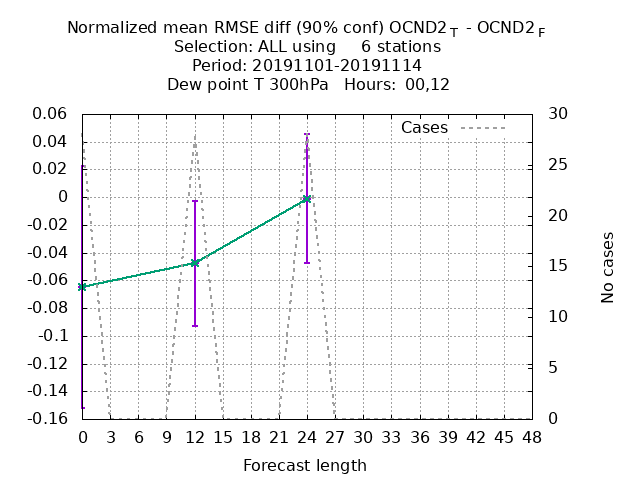 Normalized mean RMSE diff (90% conf) OCND2 T - OCND2 F
Selection: ALL using 6 stations
Period: 20191101-20191114
Dew point T 300hPa Hours: 00,12
Cases
0.06
0.04
0.02
0
-0.02
-0.04
-0.06
-0.08
-0.1
-0.12
-0.14
-0.16
30
25
20
15
10
5
0
No cases
0 3 6 9 12 15 18 21 24 27 30 33 36 39 42 45 48
Forecast length